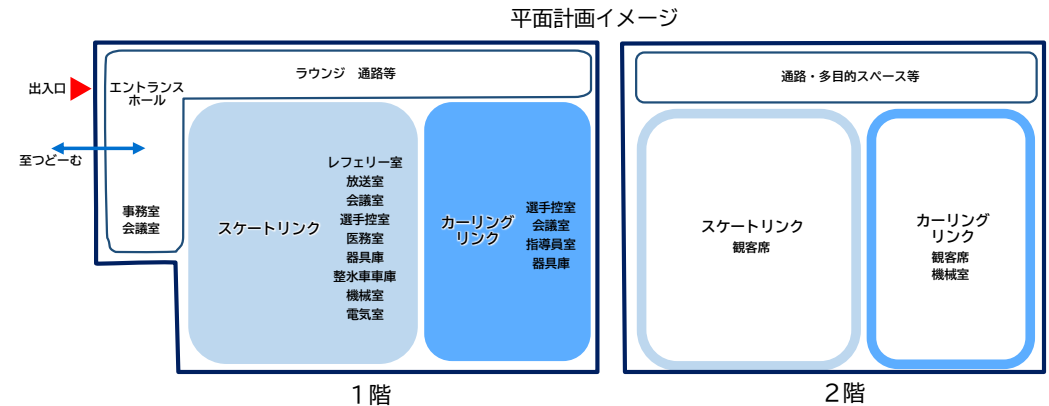 平面計画イメージ
ラウンジ　通路等
出入口
エントランス
ホール
至つどーむ
事務室
会議室
スケートリンク
レフェリー室
放送室
会議室
選手控室
医務室
器具庫
整氷車車庫
機械室
電気室
カーリング
リンク
選手控室
会議室
指導員室
器具庫
1階
通路・多目的スペース等
スケートリンク
観客席
カーリング
リンク
観客席
機械室
2階